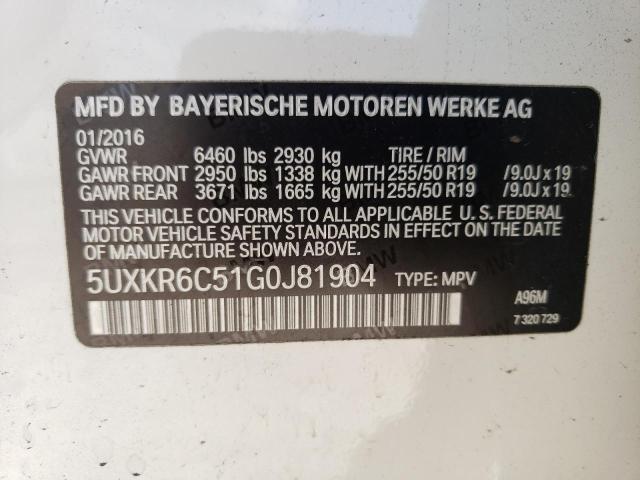 MFD BY BAYERISCHE MOTOREN WERKE AG
01/2016
GVWR 6460 lbs 2930 kg TIRE / RIM
GAWR FRONT 2950 lbs 1338 kg WITH 255/50 R19 /9.0J x 19
GAWR REAR 3671 lbs 1665 kg WITH 255/50 R19 /9.0J x 19
THIS VEHICLE CONFORMS TO ALL APPLICABLE U. S. FEDERAL
MOTOR VEHICLE SAFETY STANDARDS IN EFFECT ON THE
DATE OF MANUFACTURE SHOWN ABOVE.
5UXKR6C51G0J81904 TYPE: MPV
A96M
7 320 729